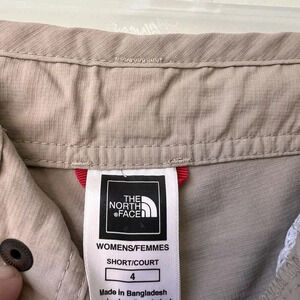 THE
NORTH
FACE
WOMENS/FEMMES
SHORT/COURT
4
Made in Bangladesh